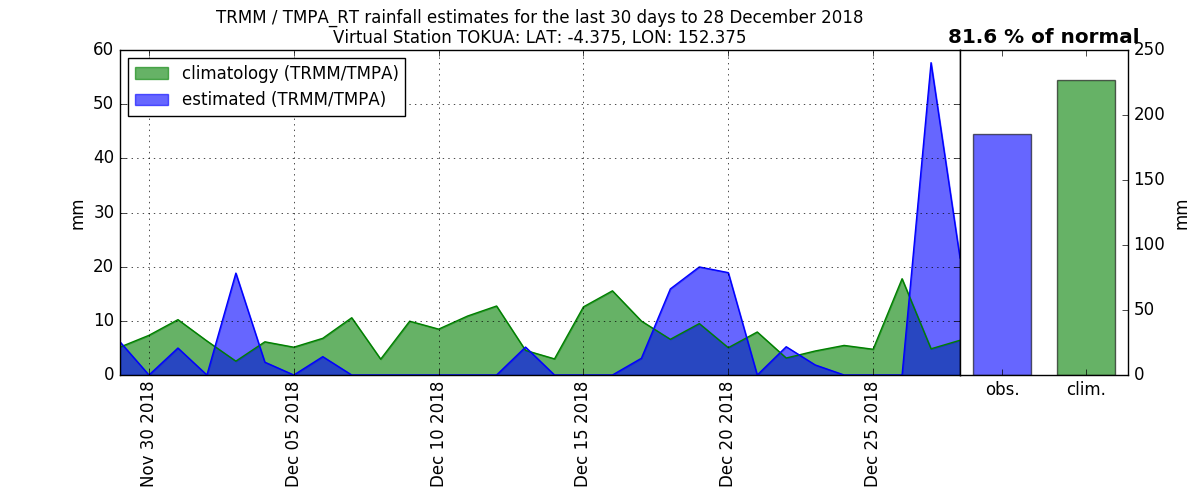 TRMM / TMPA_RT rainfall estimates for the last 30 days to 28 December 2018
Virtual Station TOKUA: LAT: -4.375, LON: 152.375
81.6 % of normal
climatology (TRMM/TMPA)
estimated (TRMM/TMPA)
60
50
40
30
20
10
0
mm
Nov 30 2018
Dec 05 2018
Dec 10 2018
Dec 15 2018
Dec 20 2018
Dec 25 2018
250
200
150
100
50
0
mm
obs.
clim.